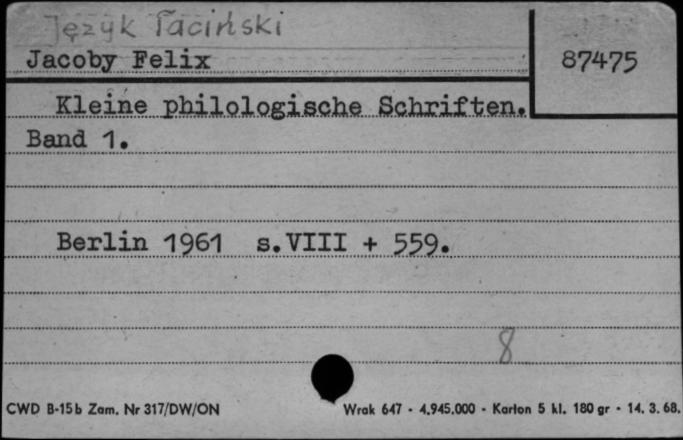 Język łaciński
Jacoby Felix
87475
Kleine philologische Schriften.
Band 1.
Berlin 1961 s.VIII + 559.
8
CWD B-15b Zam. Nr 317/DW/ON
Wrak 647 - 4.945.000 - Karton 5 kl. 180 gr - 14. 3. 68.